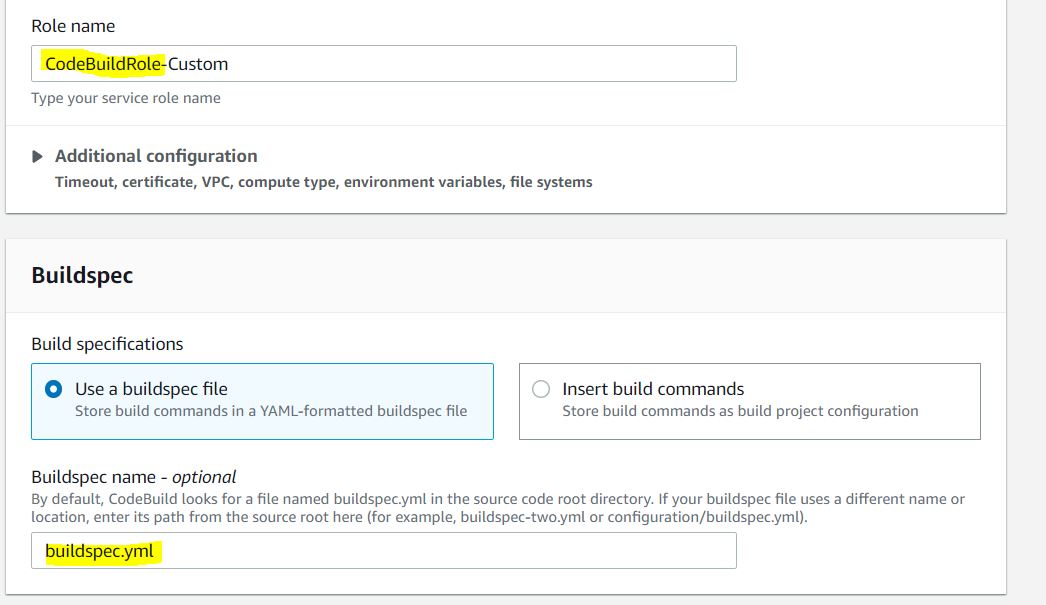 Role name
CodeBuildRole-Custom
Type your service role name
Additional configuration
Timeout, certificate, VPC, compute type, environment variables, file systems
Buildspec
Build specifications
Use a buildspec file
Store build commands in a YAML-formatted buildspec file
Insert build commands
Store build commands as build project configuration
Buildspec name - optional
By default, CodeBuild looks for a file named buildspec.yml in the source code root directory. If your buildspec file uses a different name or
location, enter its path from the source root here (for example, buildspec-two.yml or configuration/buildspec.yml).
buildspec.yml